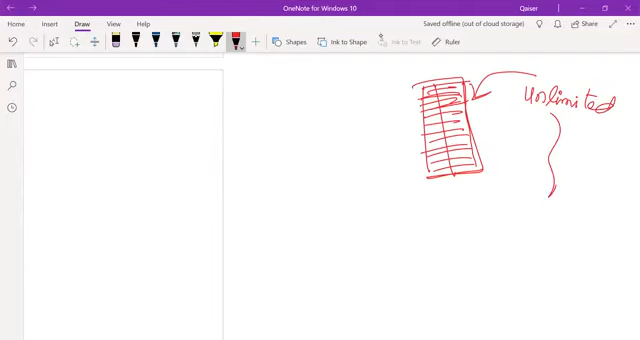 OneNote for Windows 10
Saved offline (out of cloud storage)
Qaiser
Home Insert Draw View Help
Share
Shapes Ink to Shape Ink to Text Ruler
Unlimited